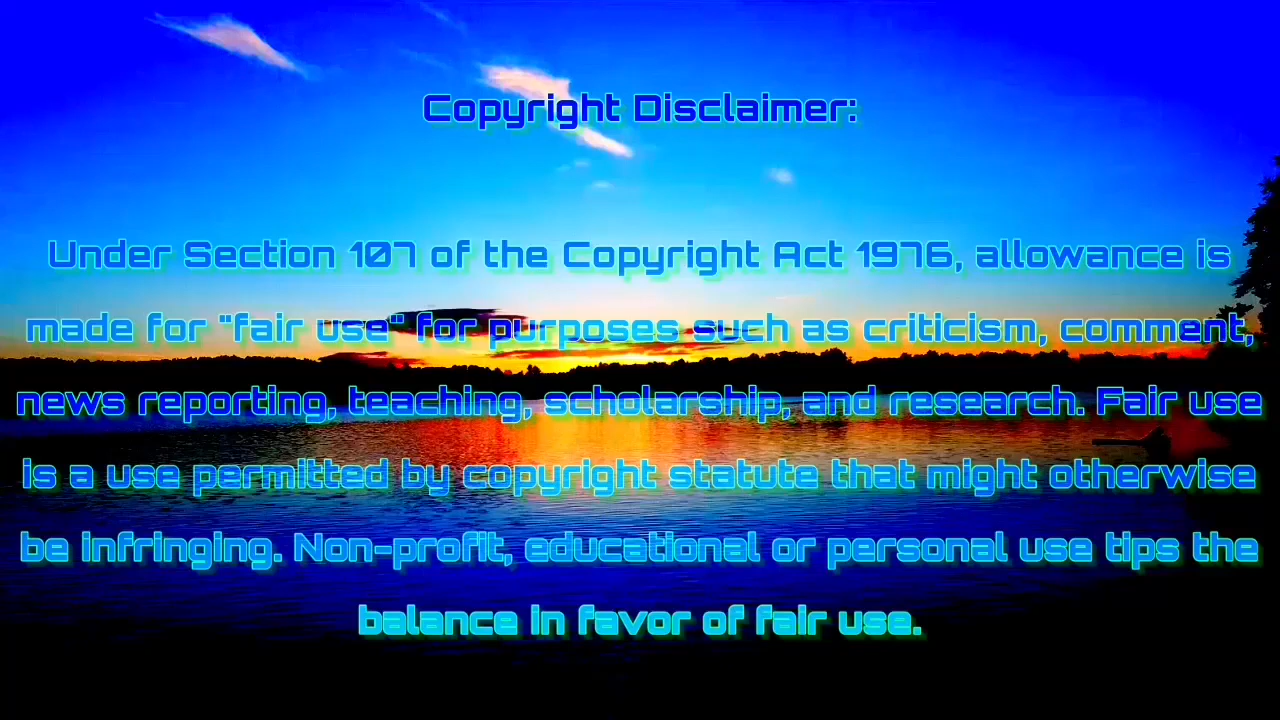 Copyright Disclaimer:
Under Section 107 of the Copyright Act 1976, allowance is
made for "fair use" for purposes such as criticism, comment,
news reporting, teaching, scholarship, and research. Fair use
is a use permitted by copyright statute that might otherwise
be infringing. Non-profit, educational or personal use tips the
balance in favor of fair use.